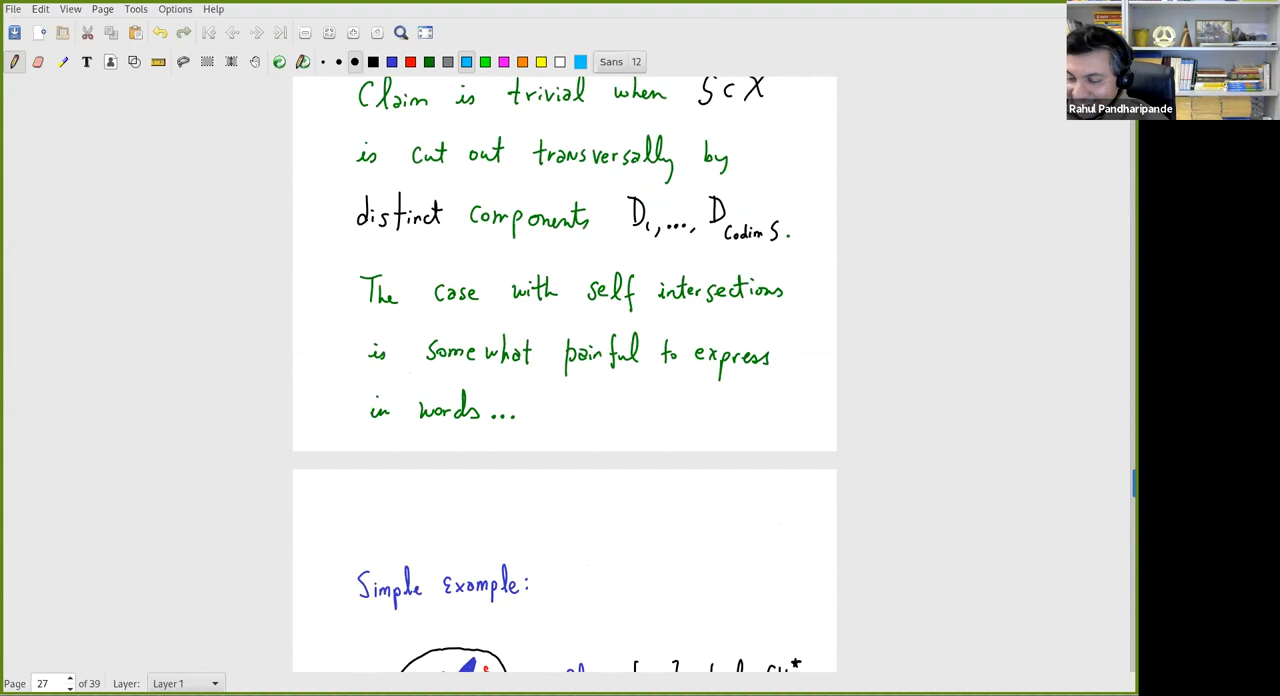 File Edit View Page Tools Options Help
Sans 12
Rahul Pandharipande
Claim is trivial when S ⊂ X
is cut out transversally by
distinct components D₁,..., D_codim S.
The case with self intersections
is somewhat painful to express
in words...
Simple Example:
Page 27 of 39 Layer: Layer 1